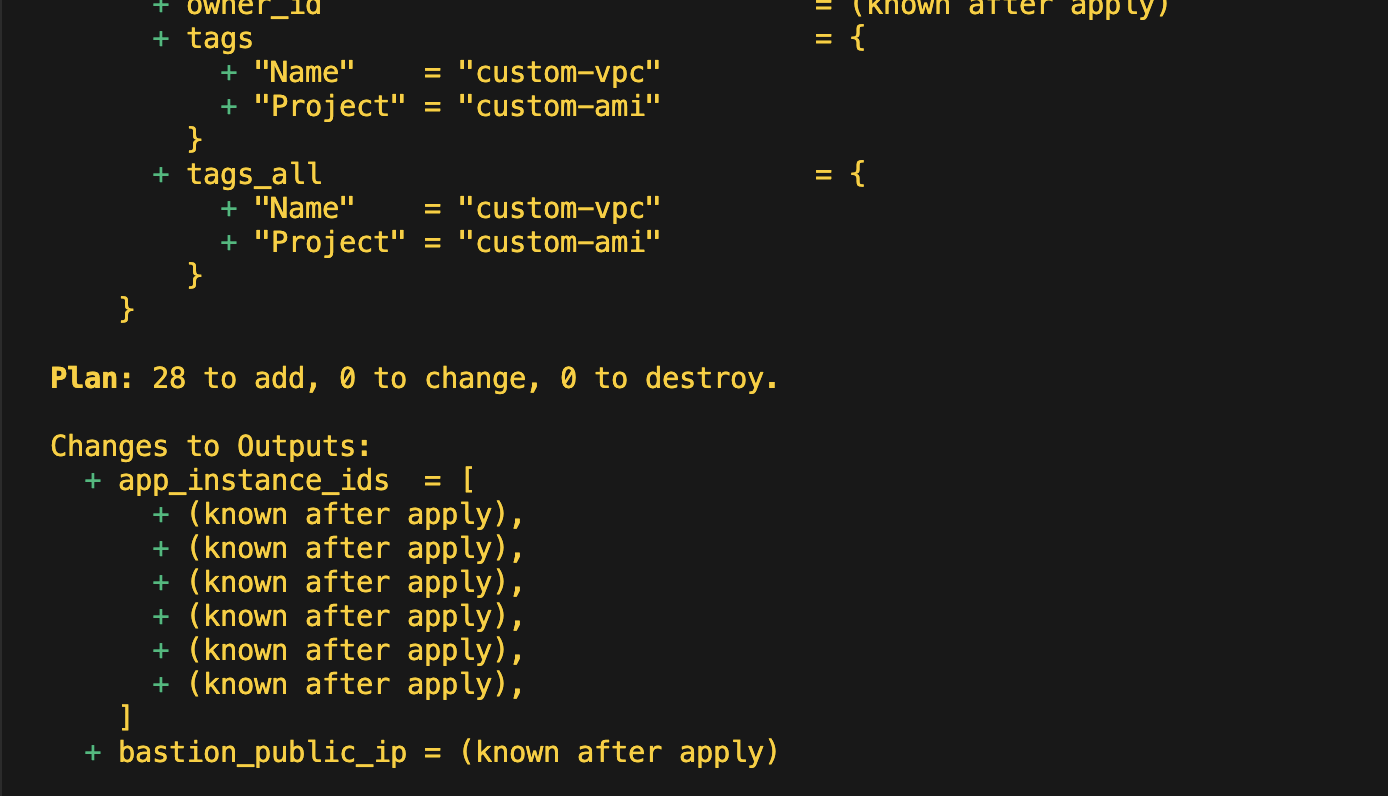 + owner_id = (known after apply)
+ tags = {
+ "Name" = "custom-vpc"
+ "Project" = "custom-ami"
}
+ tags_all = {
+ "Name" = "custom-vpc"
+ "Project" = "custom-ami"
}
}
Plan: 28 to add, 0 to change, 0 to destroy.
Changes to Outputs:
+ app_instance_ids = [
+ (known after apply),
+ (known after apply),
+ (known after apply),
+ (known after apply),
+ (known after apply),
+ (known after apply),
]
+ bastion_public_ip = (known after apply)